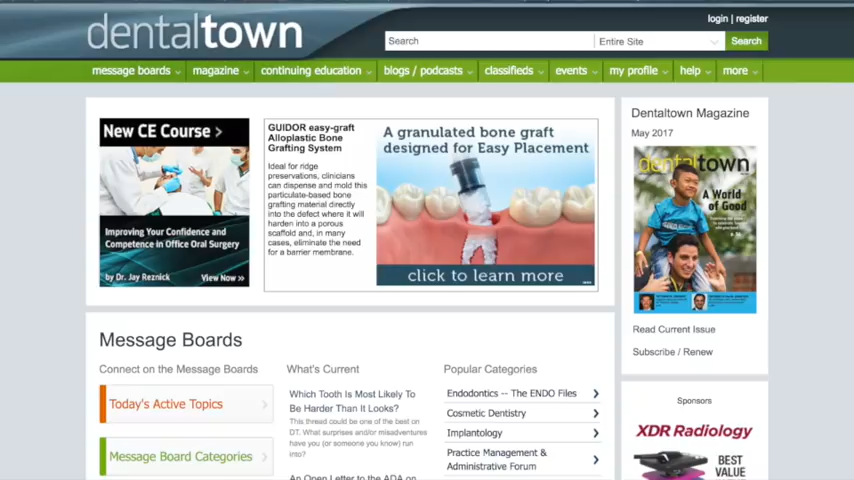 dentaltown
login | register
Search
Entire Site
Search
message boards
magazine
continuing education
blogs / podcasts
classifieds
events
my profile
help
more
New CE Course >
Improving Your Confidence and
Competence in Office Oral Surgery
by Dr. Jay Reznick
View Now »
GUIDOR easy-graft
Alloplastic Bone
Grafting System
Ideal for ridge
preservations, clinicians
can dispense and mold this
particulate-based bone
grafting material directly
into the defect where it will
harden into a porous
scaffold and, in many
cases, eliminate the need
for a barrier membrane.
A granulated bone graft
designed for Easy Placement
click to learn more
Dentaltown Magazine
May 2017
dentaltown
A World
of Good
Read Current Issue
Subscribe / Renew
Message Boards
Connect on the Message Boards
Today's Active Topics
Message Board Categories
What's Current
Which Tooth Is Most Likely To
Be Harder Than It Looks?
This thread could be one of the best on
DT. What surprises and/or misadventures
have you (or someone you know) run
into?
An Open Letter to the ADA on
Popular Categories
Endodontics -- The ENDO Files
Cosmetic Dentistry
Implantology
Practice Management &
Administrative Forum
Sponsors
XDR Radiology
BEST
VALUE